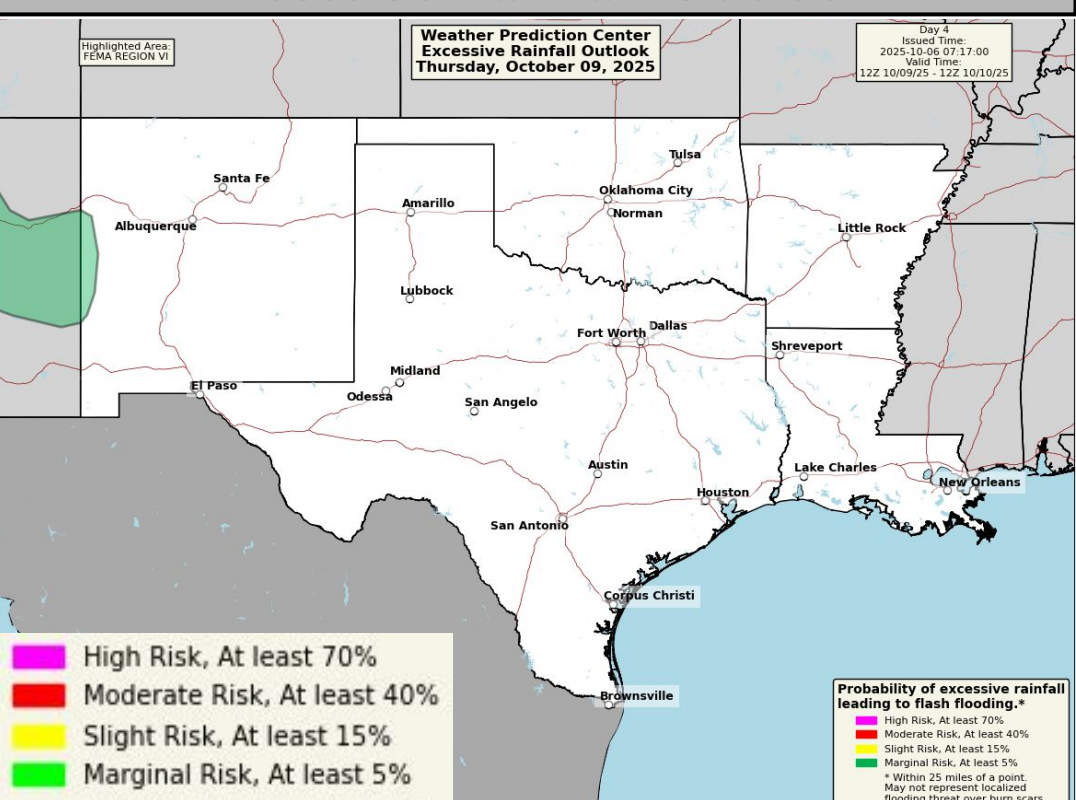 Weather Prediction Center
Excessive Rainfall Outlook
Thursday, October 09, 2025
Highlighted Area:
FEMA REGION VI
Day 4
Issued Time:
2025-10-06 07:17:00
Valid Time:
12Z 10/09/25 - 12Z 10/10/25
Tulsa
Santa Fe
Oklahoma City
Amarillo
Norman
Albuquerque
Little Rock
Lubbock
Fort Worth
Dallas
Shreveport
Midland
El Paso
Odessa
San Angelo
Austin
Lake Charles
New Orleans
Houston
San Antonio
Corpus Christi
Brownsville
High Risk, At least 70%
Moderate Risk, At least 40%
Slight Risk, At least 15%
Marginal Risk, At least 5%
Probability of excessive rainfall
leading to flash flooding.*
High Risk, At least 70%
Moderate Risk, At least 40%
Slight Risk, At least 15%
Marginal Risk, At least 5%
* Within 25 miles of a point.
May not represent localized
flooding threat over burn scars